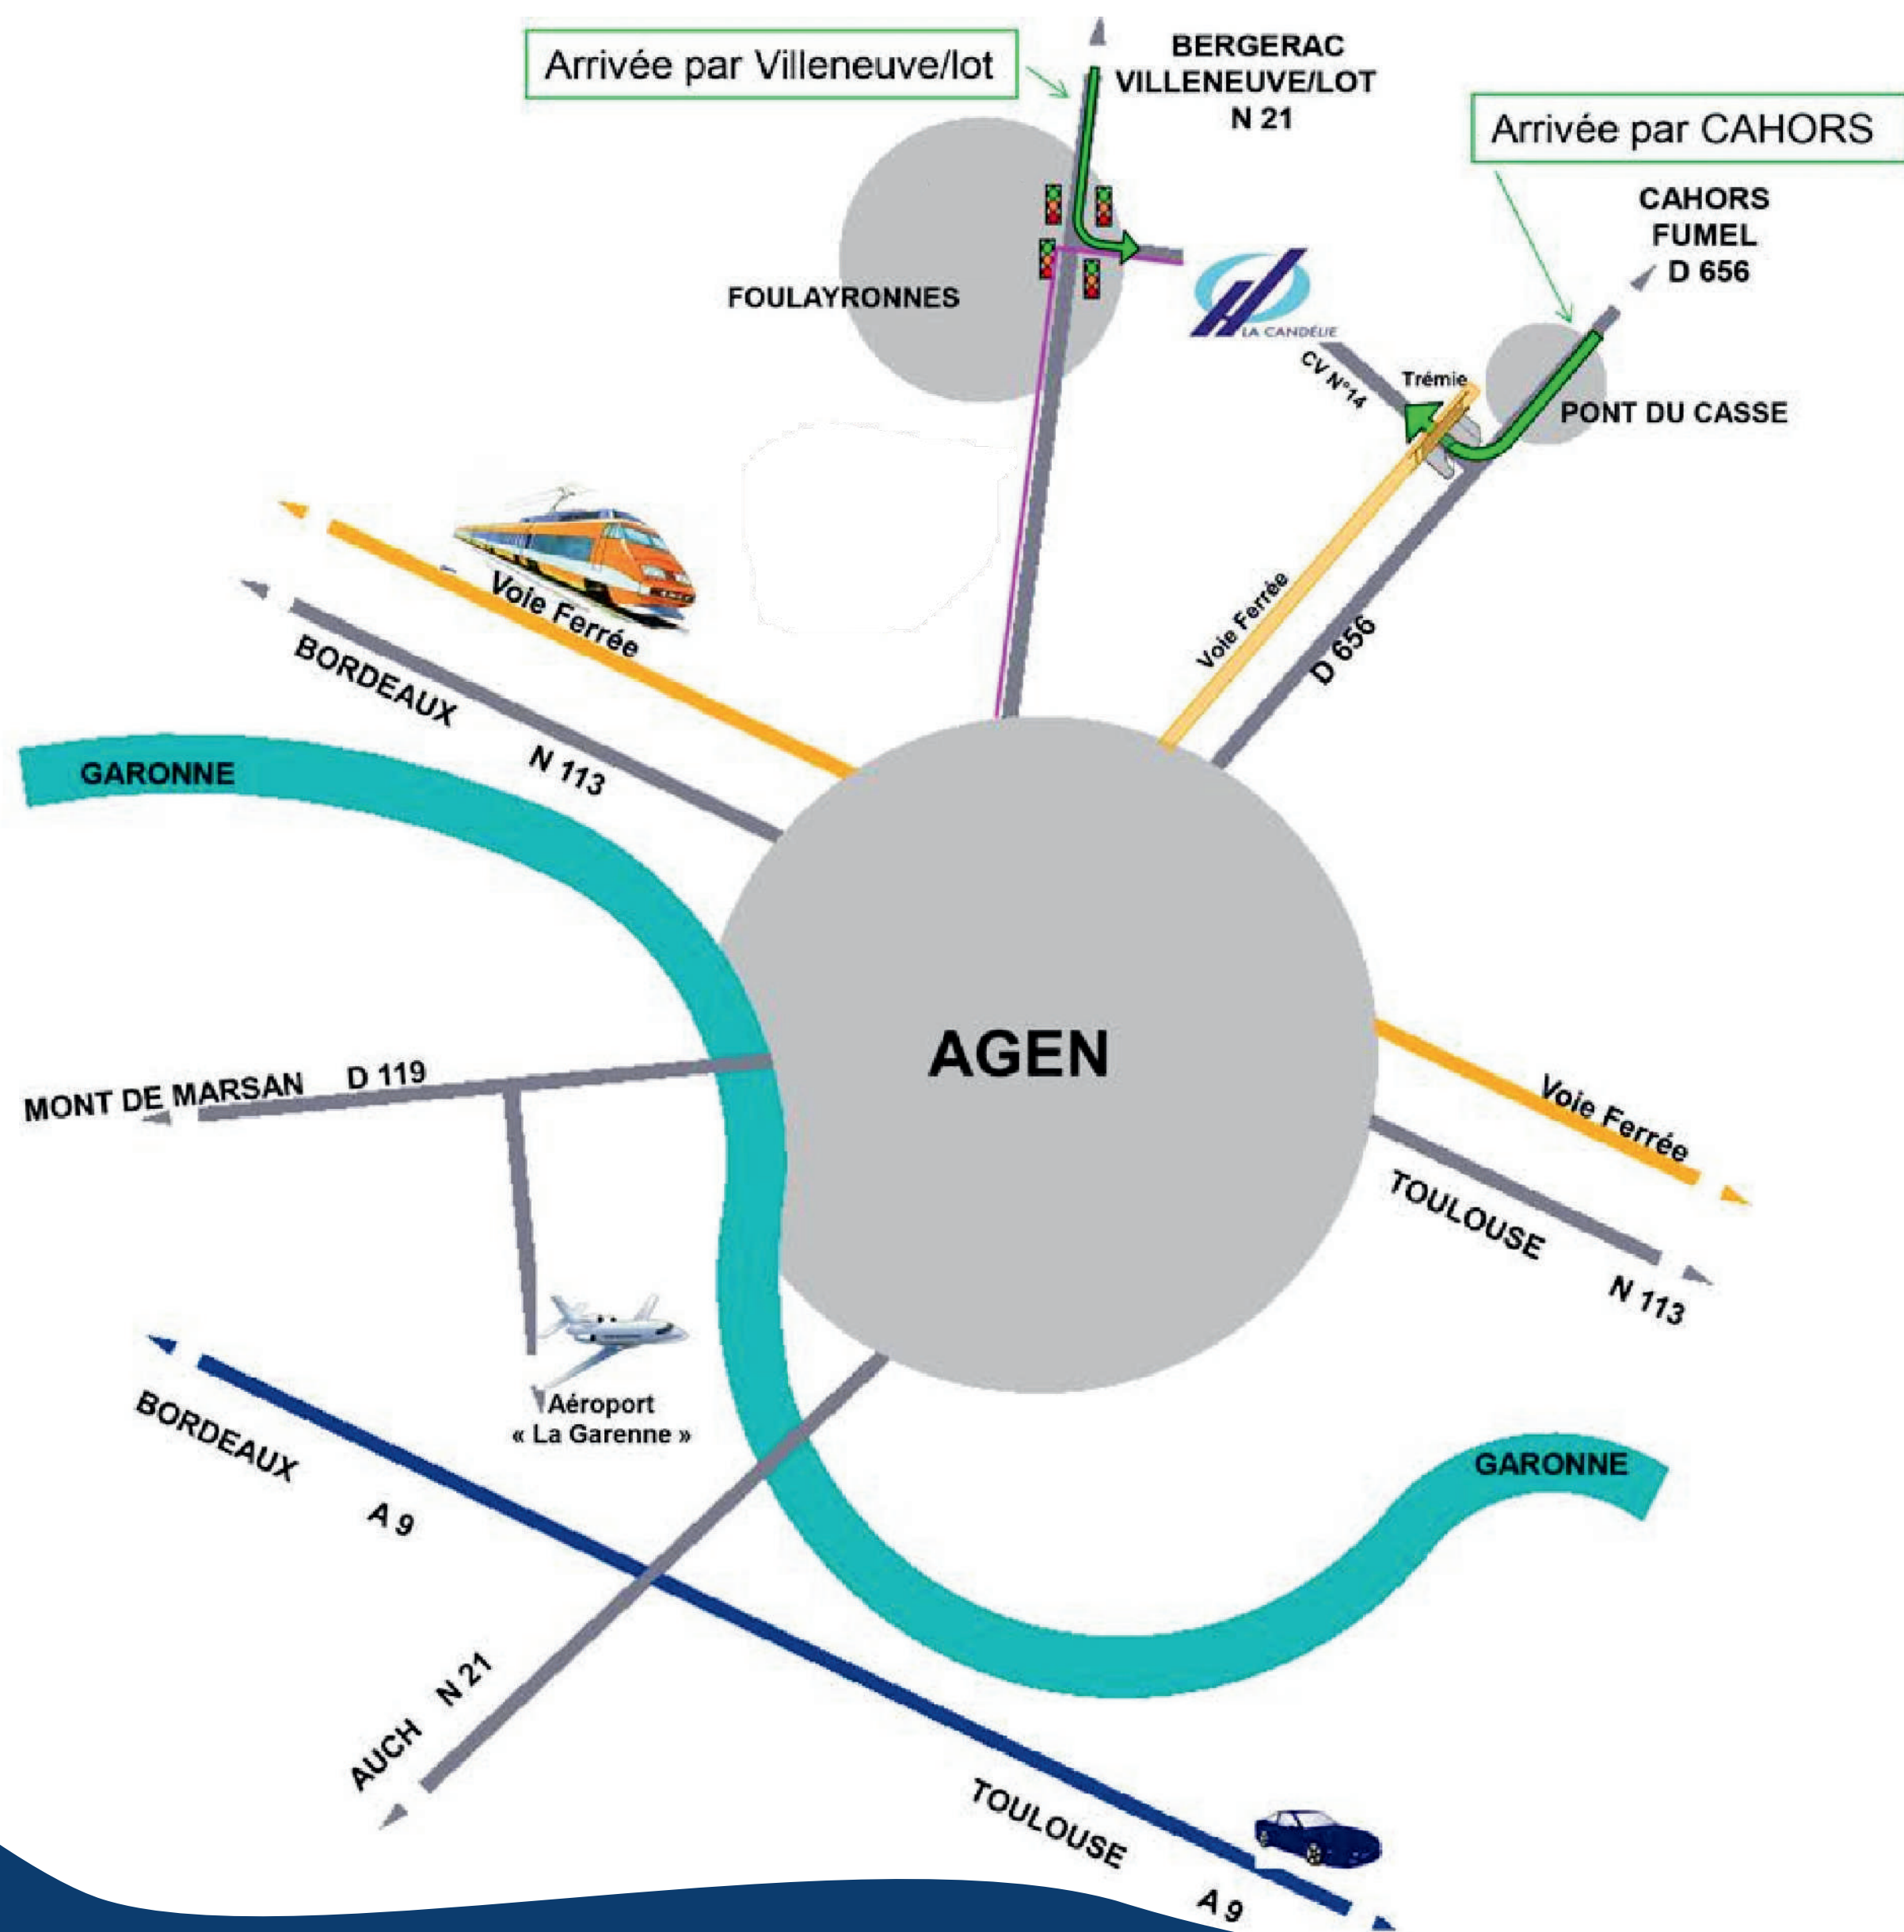 Arrivée par Villeneuve/lot
BERGERAC
VILLENEUVE/LOT
N 21
Arrivée par CAHORS
CAHORS
FUMEL
D 656
FOULAYRONNES
LA CANDÉLIE
CV N°14
Trémie
PONT DU CASSE
Voie Ferrée
BORDEAUX
N 113
Voie Ferrée
D 656
GARONNE
AGEN
MONT DE MARSAN
D 119
Voie Ferrée
TOULOUSE
N 113
Aéroport
« La Garenne »
BORDEAUX
A 9
GARONNE
AUCH
N 21
TOULOUSE
A 9